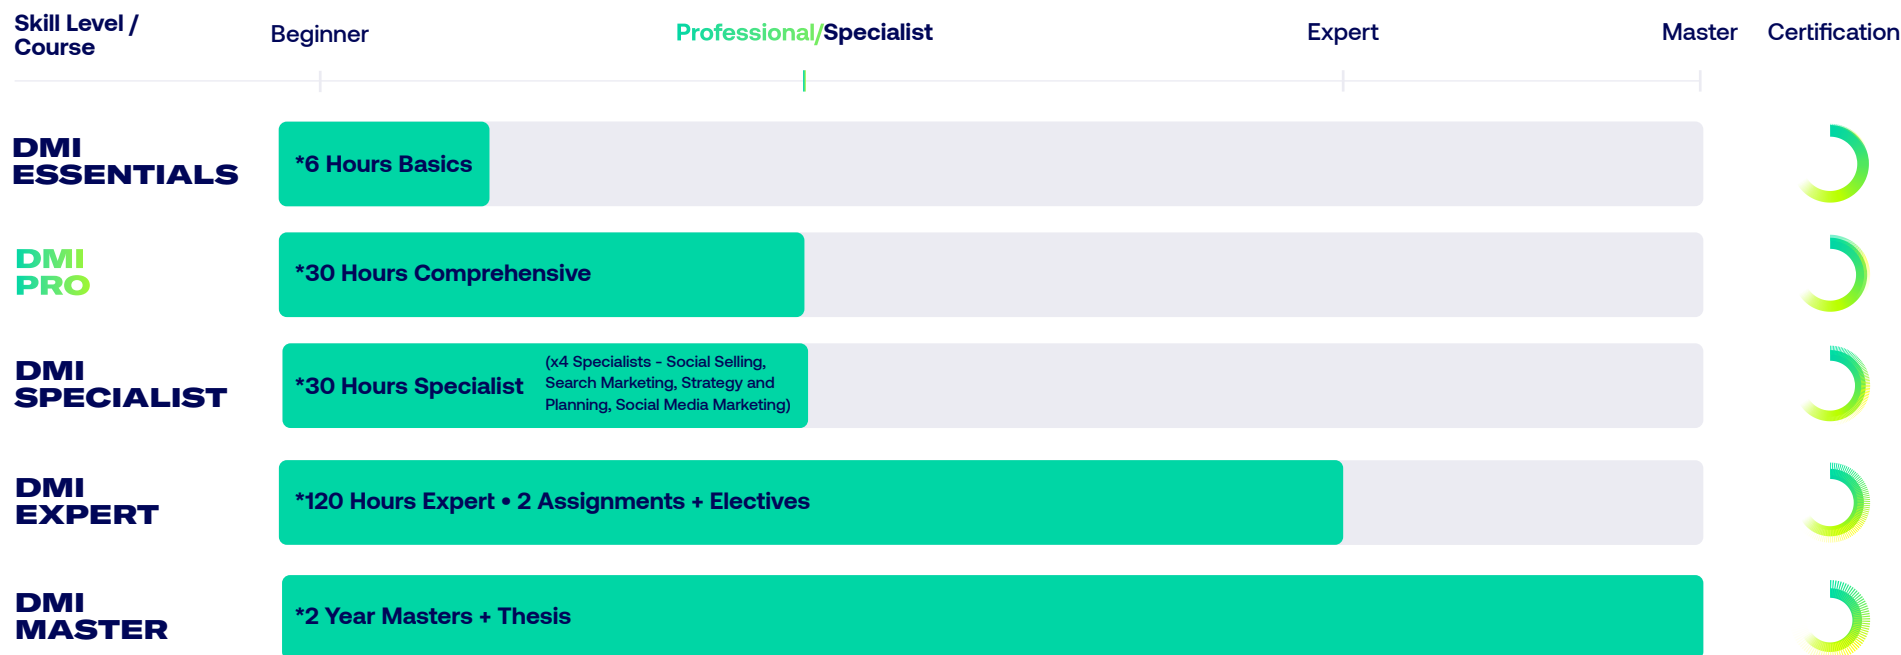 Skill Level /
Course
Beginner
Professional/Specialist
Expert
Master
Certification
DMI
ESSENTIALS
*6 Hours Basics
DMI
PRO
*30 Hours Comprehensive
DMI
SPECIALIST
*30 Hours Specialist
(x4 Specialists - Social Selling,
Search Marketing, Strategy and
Planning, Social Media Marketing)
DMI
EXPERT
*120 Hours Expert • 2 Assignments + Electives
DMI
MASTER
*2 Year Masters + Thesis